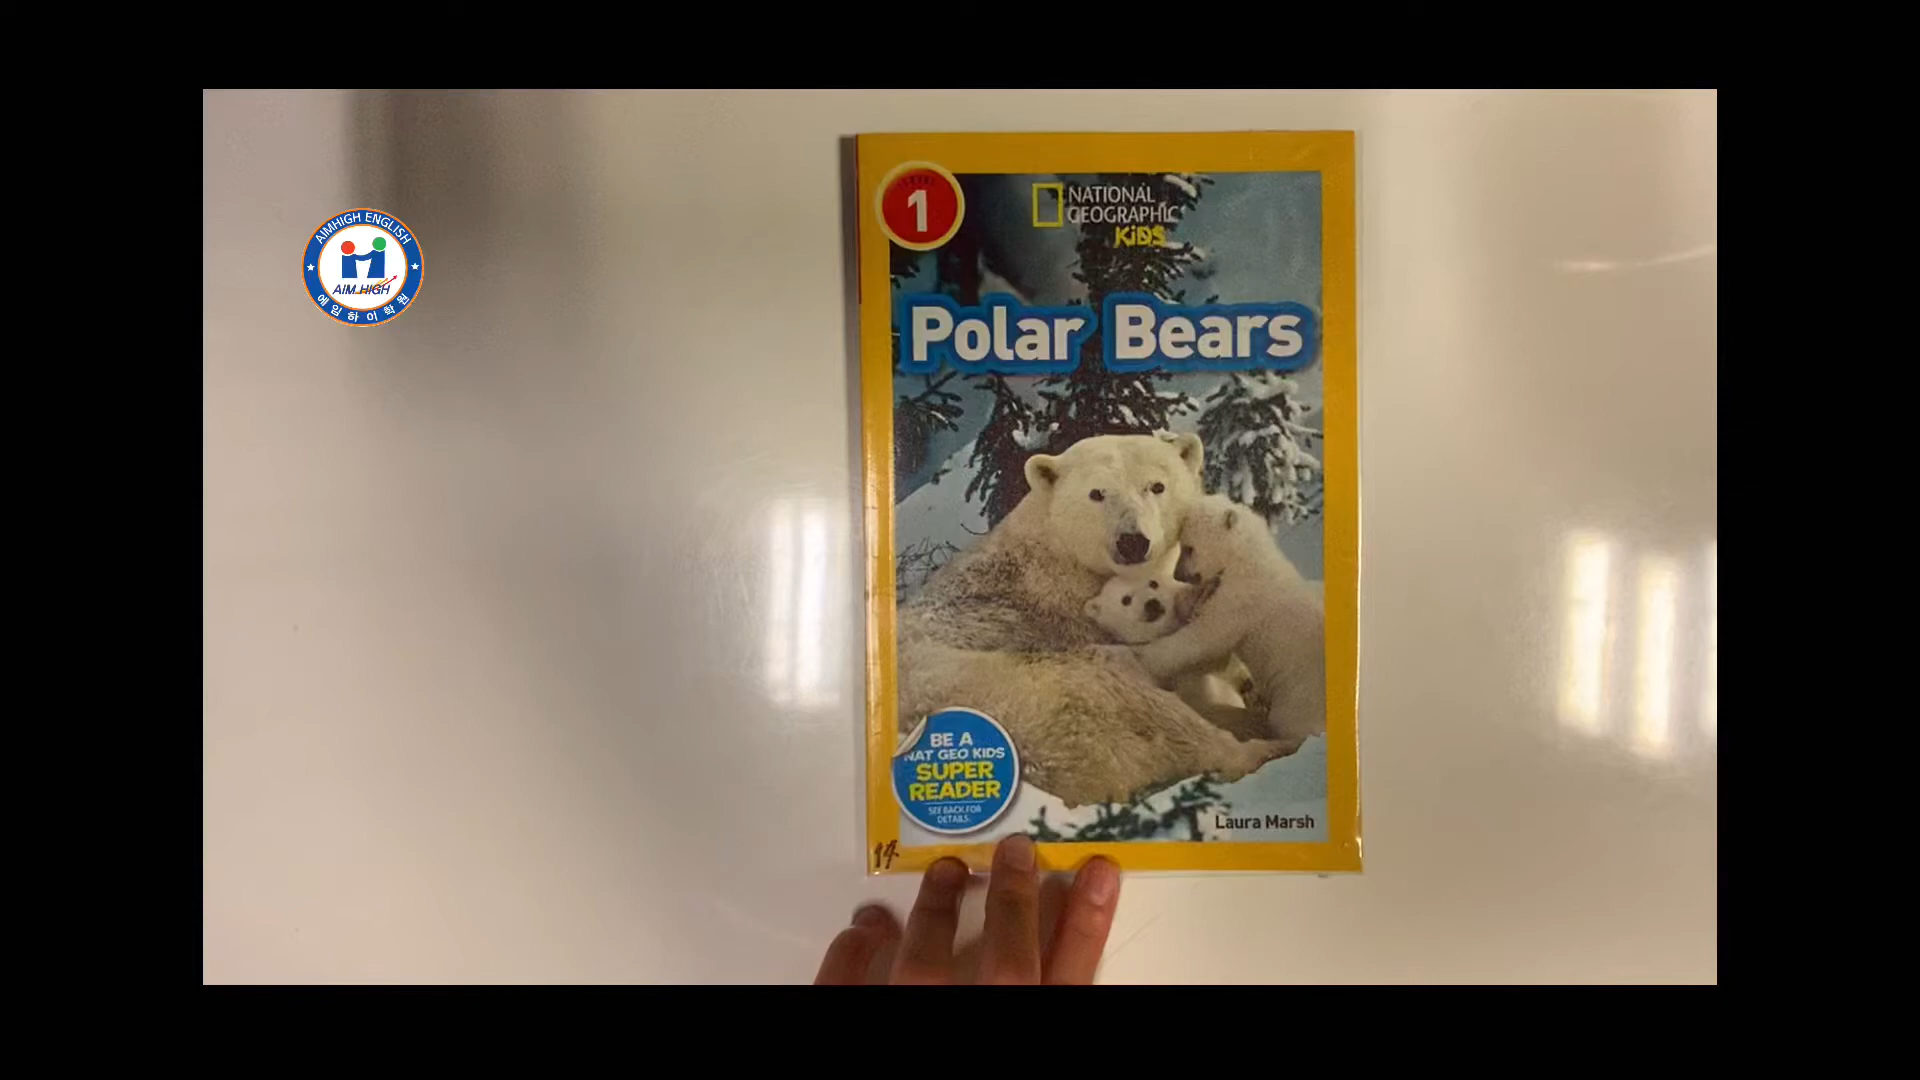 AIMHIGH ENGLISH
AIM HIGH
에임하이학원
LEVEL
1
NATIONAL
GEOGRAPHIC
KiDS
Polar Bears
BE A
NAT GEO KIDS
SUPER
READER
SEE BACK FOR
DETAILS.
Laura Marsh
14